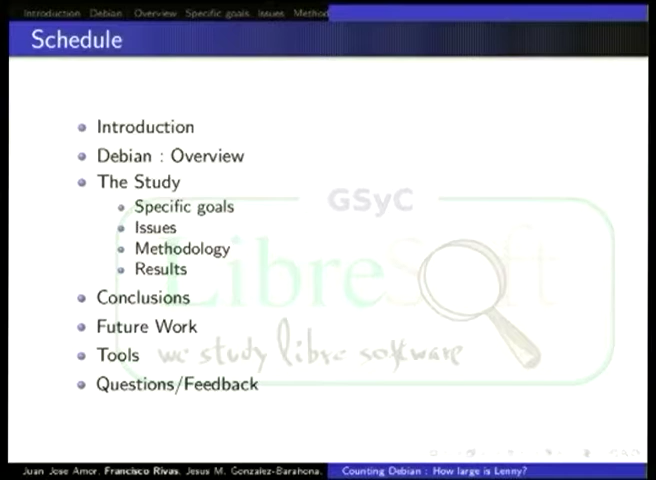 Introduction Debian : Overview Specific goals Issues Method
Schedule
Introduction
Debian : Overview
The Study
Specific goals
Issues
Methodology
Results
Conclusions
Future Work
Tools
Questions/Feedback
GSyC
LibreSoft
we study libre software
Juan Jose Amor, Francisco Rivas, Jesus M. Gonzalez-Barahona,
Counting Debian : How large is Lenny?